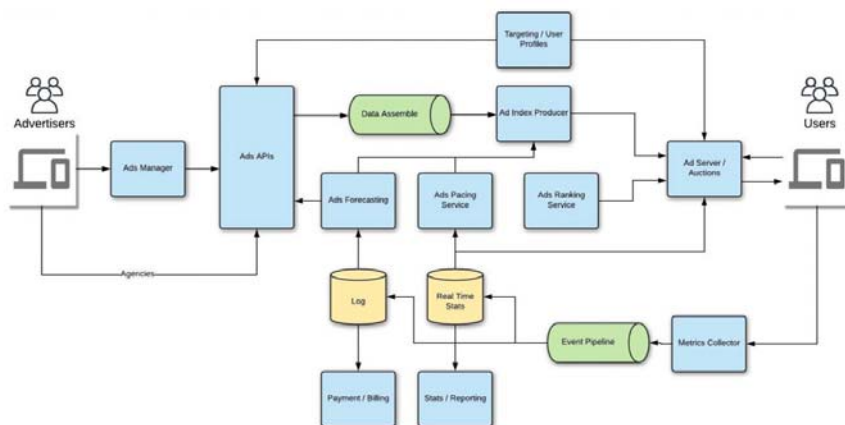 Targeting / User
Profiles
Advertisers
Users
Ads APIs
Data Assemble
Ad Index Producer
Ads Manager
Ad Server /
Auctions
Ads Forecasting
Ads Pacing
Service
Ads Ranking
Service
Agencies
Log
Real Time
Stats
Event Pipeline
Metrics Collector
Payment / Billing
Stats / Reporting